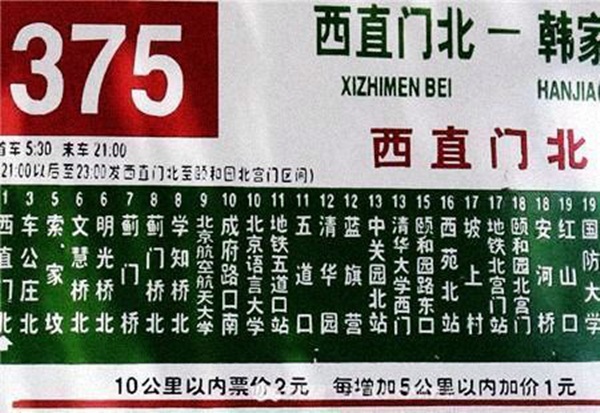 375
西直门北 — 韩家
XIZHIMEN BEI HANJIA
西直门北
首车 5:30 末车 21:00
21:00以后至23:00发西直门北至颐和园北宫门区间)
1 西直门北
3 车公庄北
5 索家坟
6 文慧桥北
6 明光桥北
7 蓟门桥
8 蓟门桥北
8 学知桥北
9 北京航空航天大学
10 成府路口南
10 北京语言大学
11 地铁五道口站
11 五道口
12 清华园
12 蓝旗营
13 中关园北站
13 清华大学西门
15 颐和园路东口
16 西苑北站
17 坡上村
17 地铁北宫门站
18 颐和园北宫门
18 安河桥
19 红山口
19 国防大学
10公里以内票价2元 每增加5公里以内加价1元